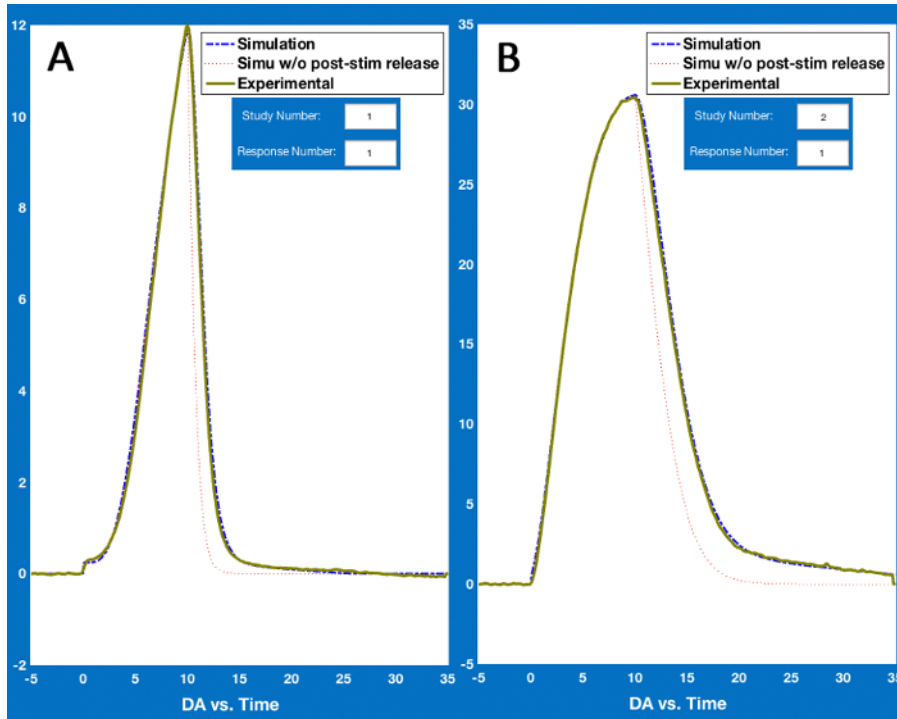 A
Simulation
Simu w/o post-stim release
Experimental
Study Number: 1
Response Number: 1
12
10
8
6
4
2
0
-2
-5 0 5 10 15 20 25 30 35
DA vs. Time
B
Simulation
Simu w/o post-stim release
Experimental
Study Number: 2
Response Number: 1
35
30
25
20
15
10
5
0
-5
-5 0 5 10 15 20 25 30 35
DA vs. Time